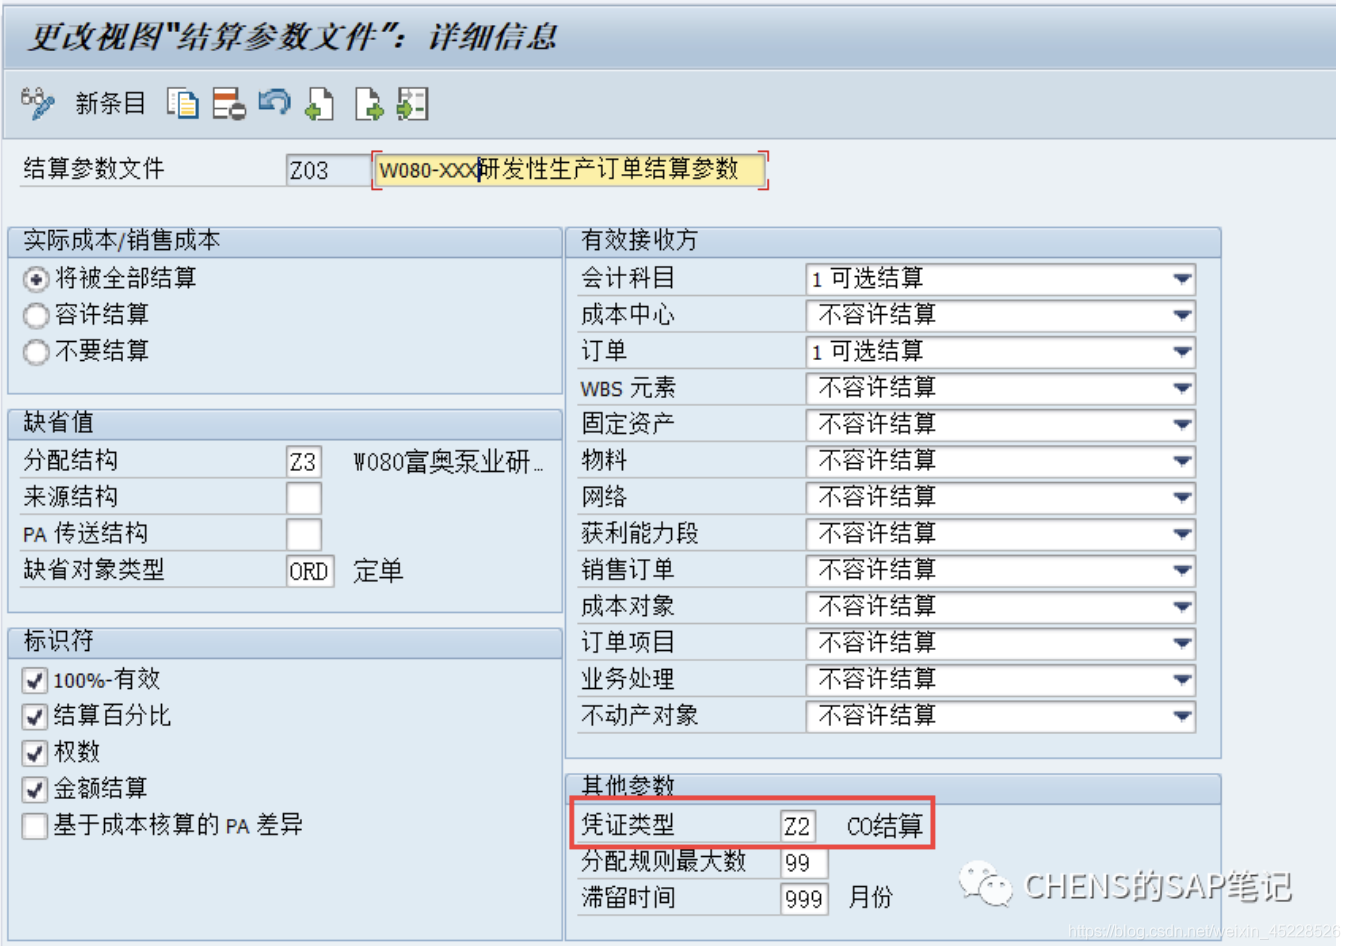 更改视图"结算参数文件": 详细信息
新条目
结算参数文件 Z03 W080-XXX研发性生产订单结算参数
实际成本/销售成本
将被全部结算
容许结算
不要结算
缺省值
分配结构 Z3 W080富奥泵业研…
来源结构
PA 传送结构
缺省对象类型 ORD 定单
标识符
100%-有效
结算百分比
权数
金额结算
基于成本核算的 PA 差异
有效接收方
会计科目 1 可选结算
成本中心 不容许结算
订单 1 可选结算
WBS 元素 不容许结算
固定资产 不容许结算
物料 不容许结算
网络 不容许结算
获利能力段 不容许结算
销售订单 不容许结算
成本对象 不容许结算
订单项目 不容许结算
业务处理 不容许结算
不动产对象 不容许结算
其他参数
凭证类型 Z2 CO结算
分配规则最大数 99
滞留时间 999 月份
CHENS的SAP笔记
https://blog.csdn.net/weixin_45228526